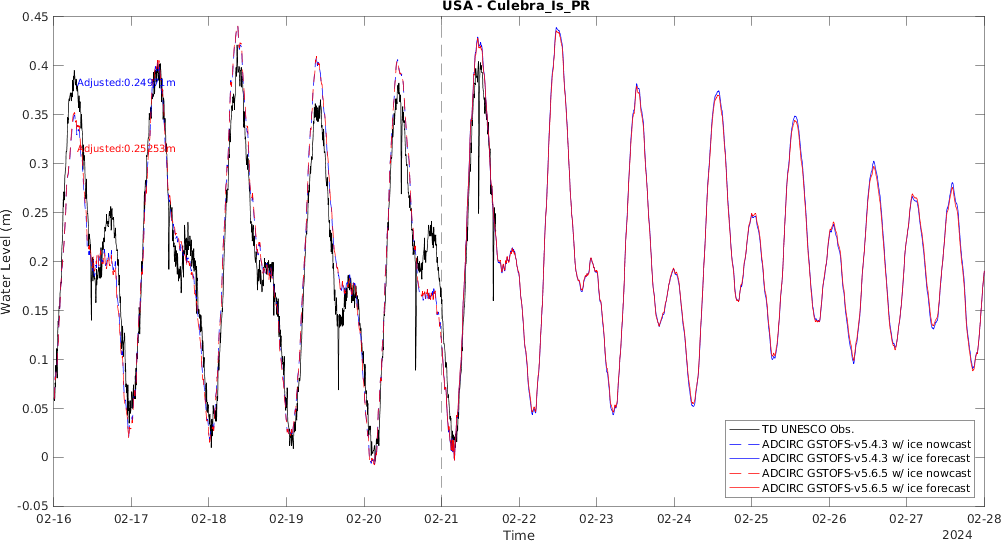 USA - Culebra_Is_PR
0.45
0.4
0.35
0.3
0.25
0.2
0.15
0.1
0.05
0
-0.05
Water Level (m)
Adjusted:0.25253m
TD UNESCO Obs.
ADCIRC GSTOFS-v5.4.3 w/ ice nowcast
ADCIRC GSTOFS-v5.4.3 w/ ice forecast
ADCIRC GSTOFS-v5.6.5 w/ ice nowcast
ADCIRC GSTOFS-v5.6.5 w/ ice forecast
02-16 02-17 02-18 02-19 02-20 02-21 02-22 02-23 02-24 02-25 02-26 02-27 02-28
Time
2024